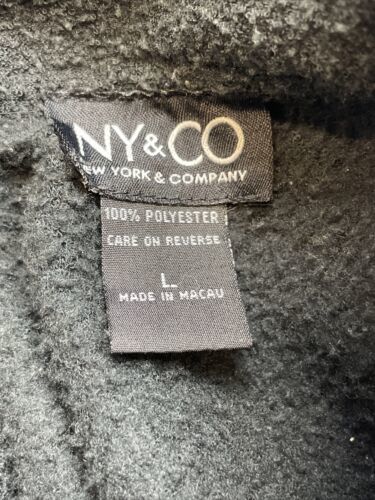 NY&CO
NEW YORK & COMPANY
100% POLYESTER
CARE ON REVERSE
L
MADE IN MACAU